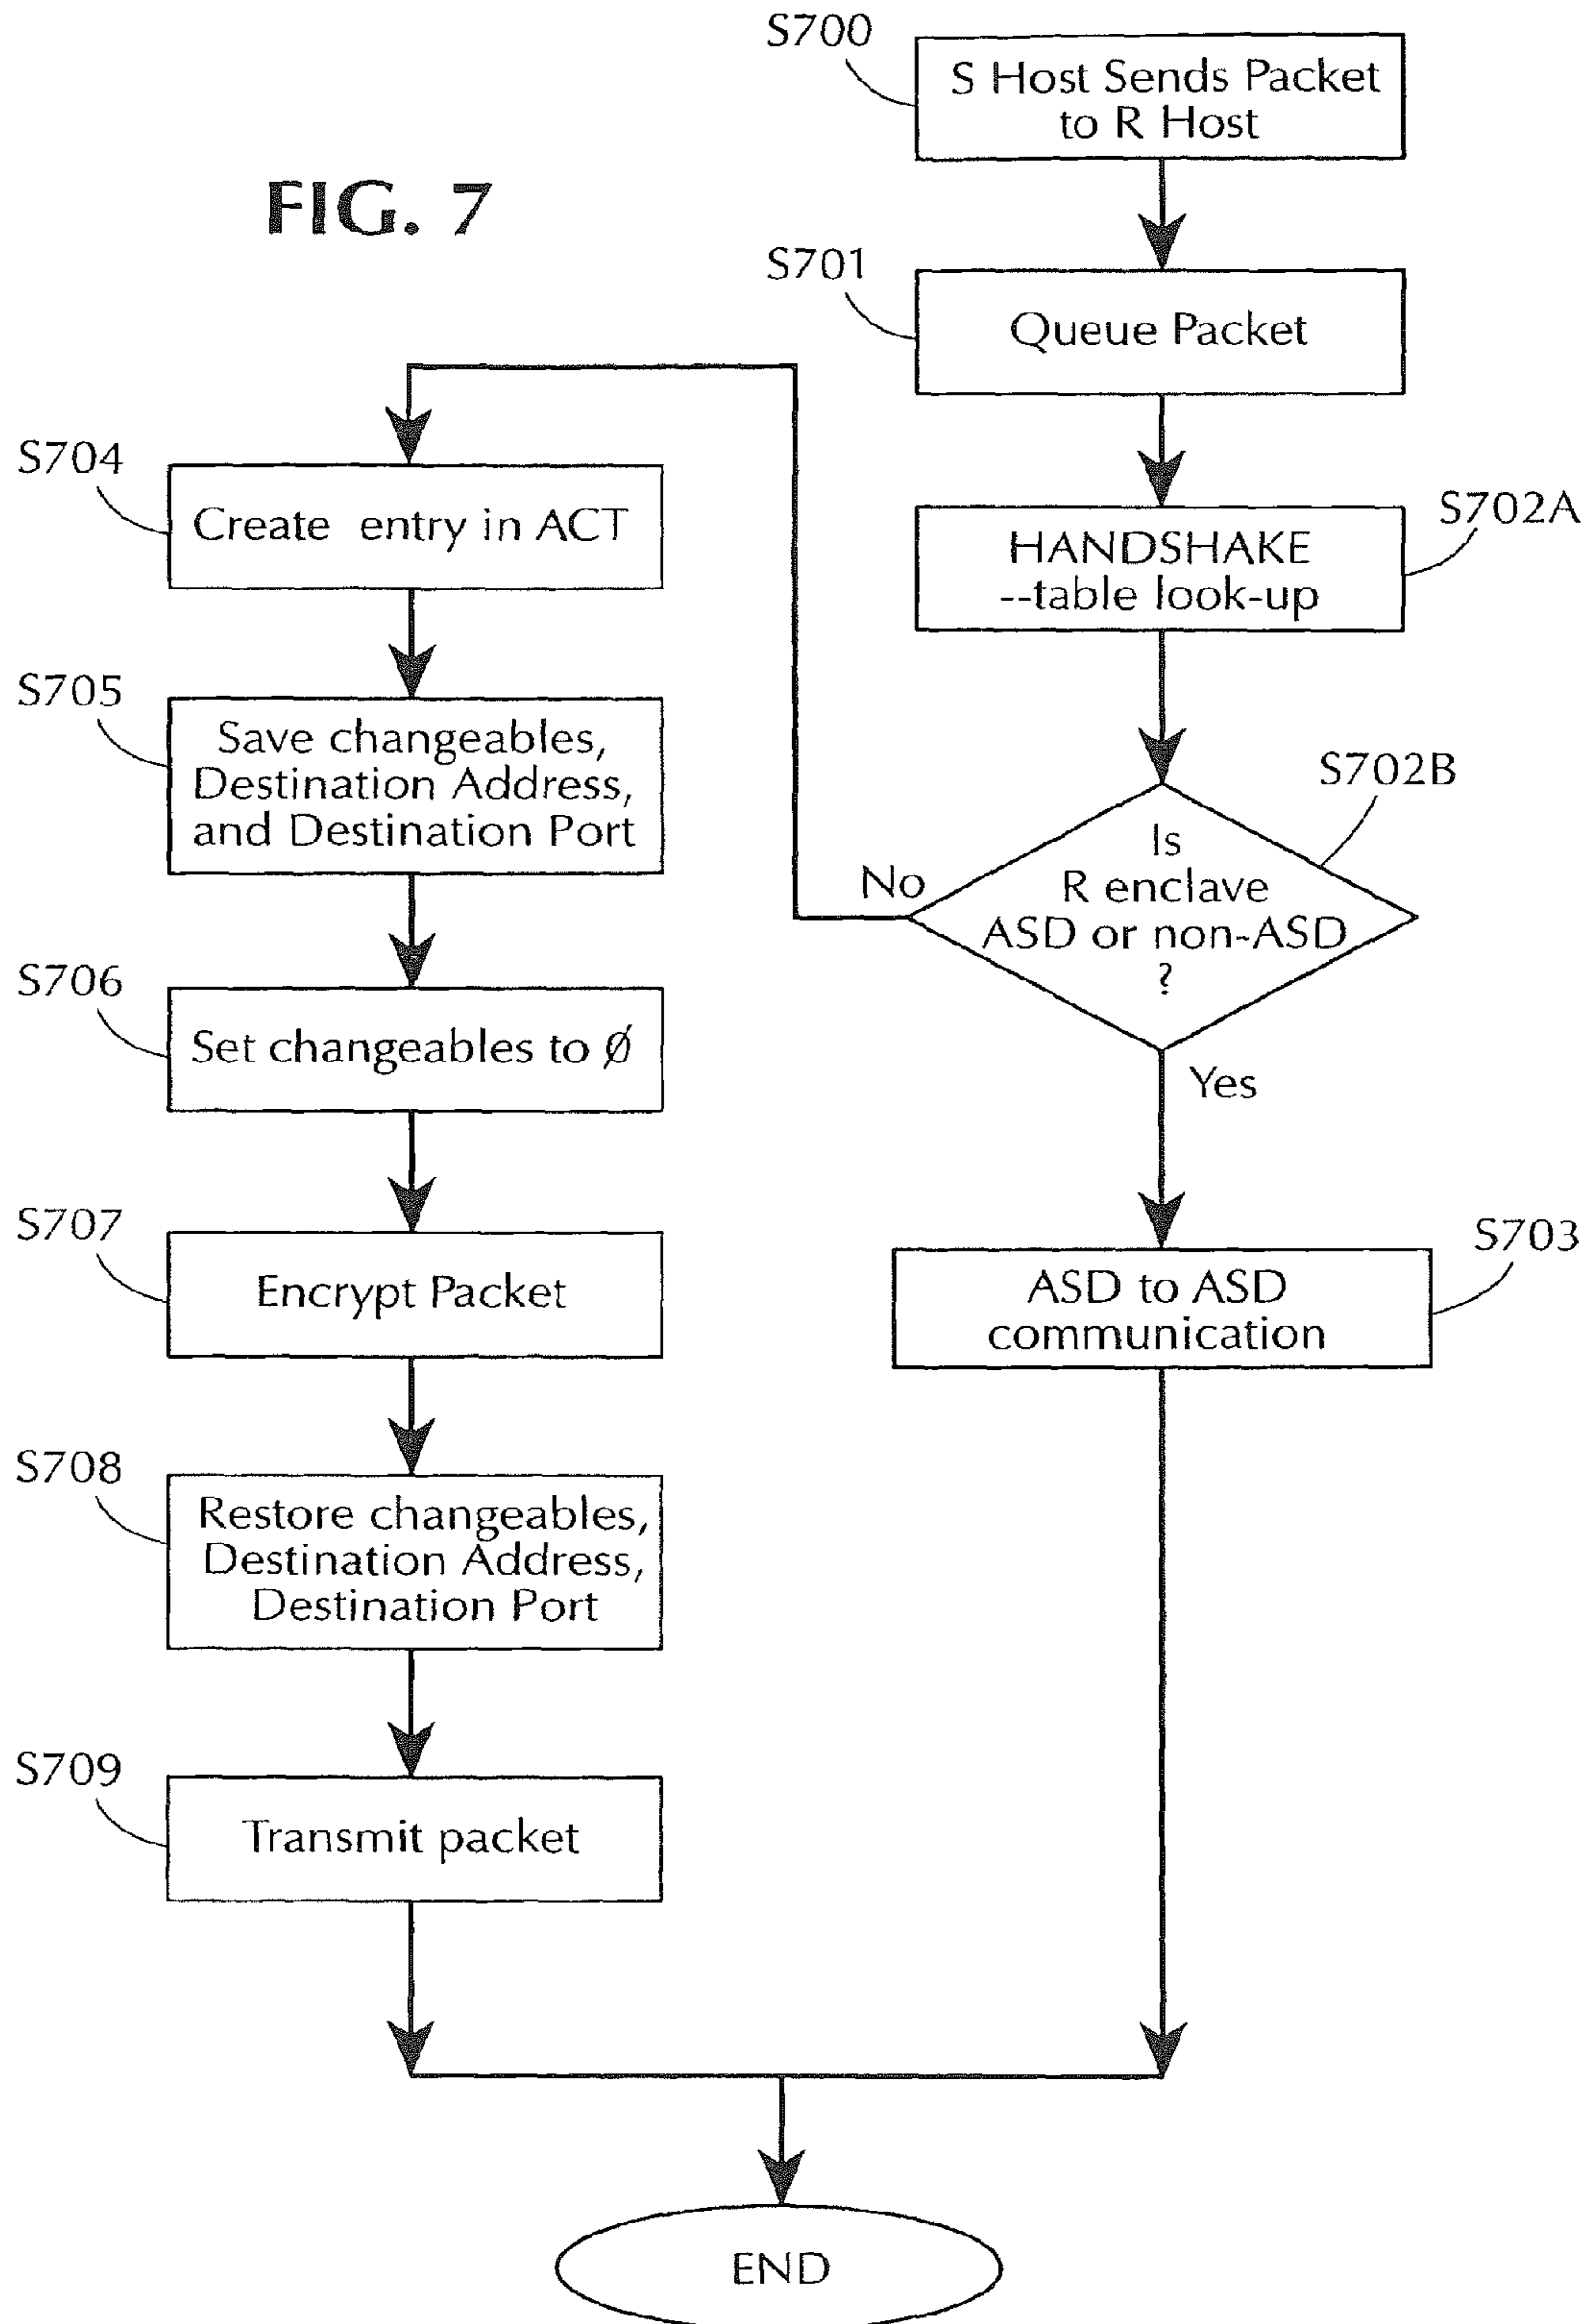 FIG. 7
S700
S Host Sends Packet
to R Host
S701
Queue Packet
S702A
HANDSHAKE
--table look-up
S702B
Is
R enclave
ASD or non-ASD
?
No
Yes
S703
ASD to ASD
communication
S704
Create entry in ACT
S705
Save changeables,
Destination Address,
and Destination Port
S706
Set changeables to Ø
S707
Encrypt Packet
S708
Restore changeables,
Destination Address,
Destination Port
S709
Transmit packet
END